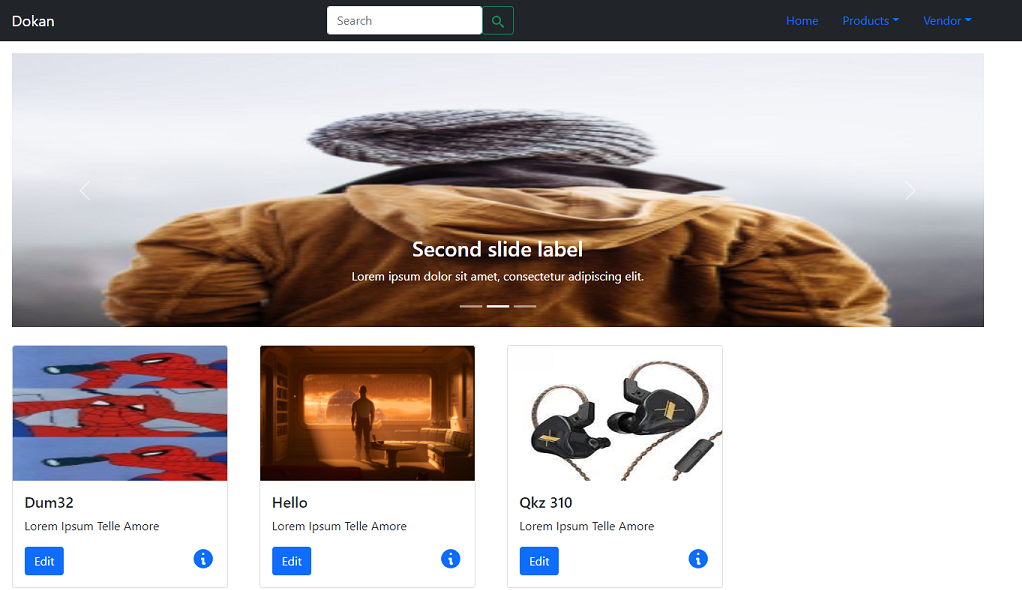 Dokan
Search
Home
Products
Vendor
Second slide label
Lorem ipsum dolor sit amet, consectetur adipiscing elit.
Dum32
Lorem Ipsum Telle Amore
Edit
Hello
Lorem Ipsum Telle Amore
Edit
Qkz 310
Lorem Ipsum Telle Amore
Edit